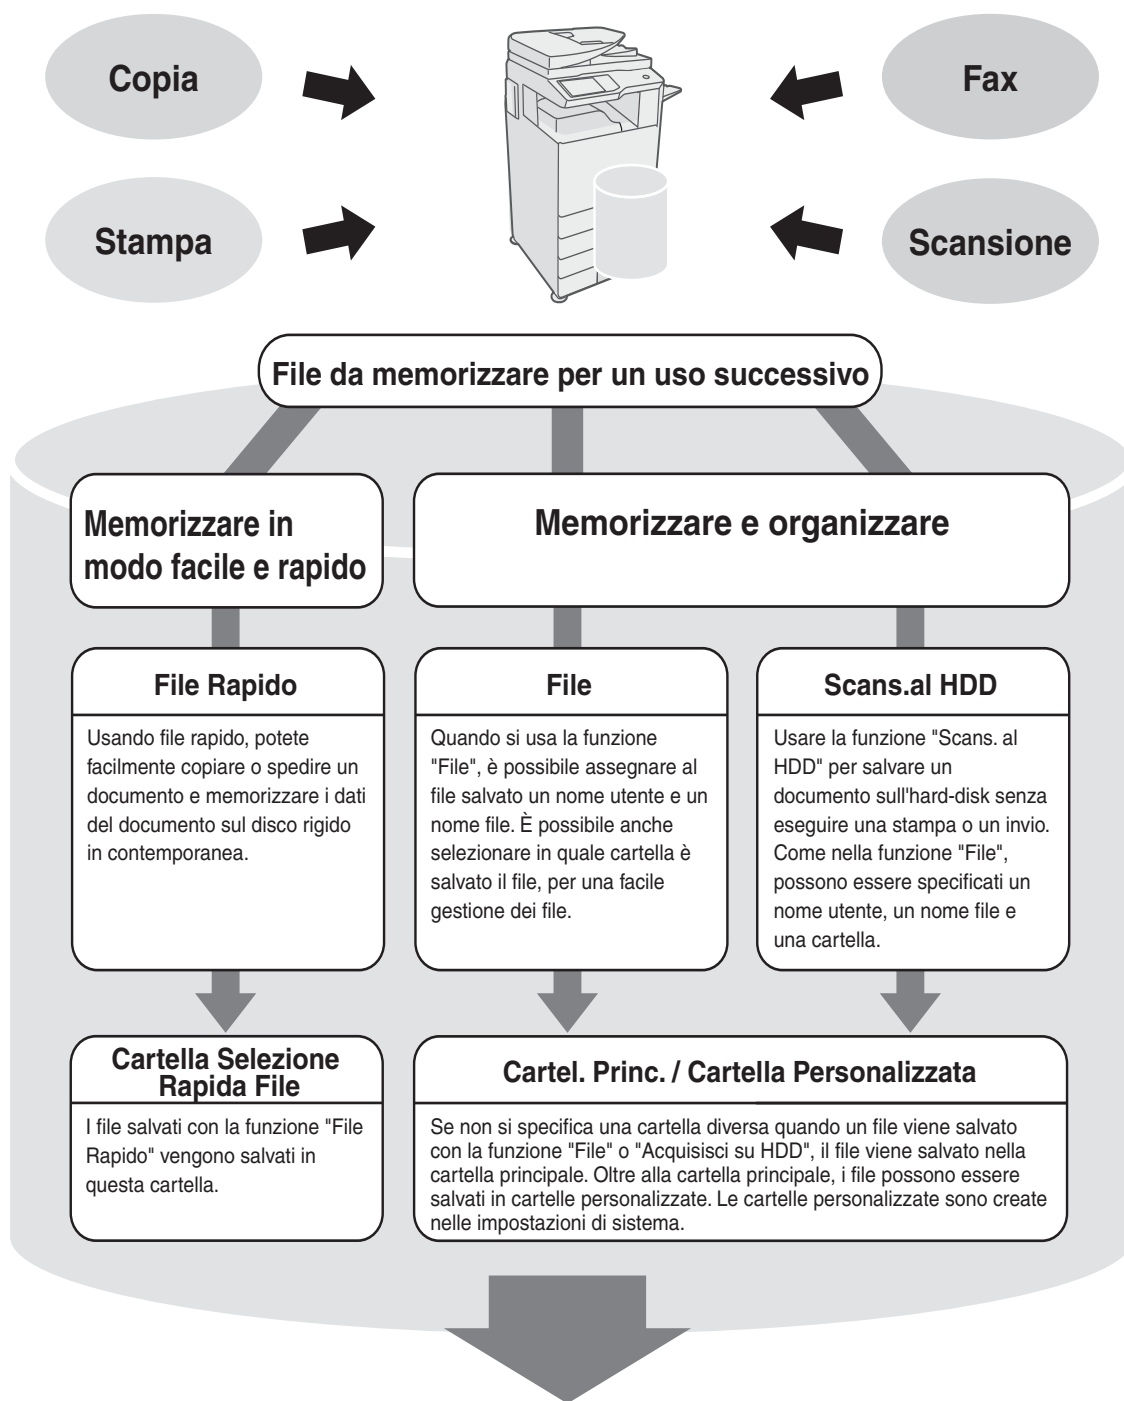 Copia
Fax
Stampa
Scansione
File da memorizzare per un uso successivo
Memorizzare in
modo facile e rapido
Memorizzare e organizzare
File Rapido
Usando file rapido, potete
facilmente copiare o spedire un
documento e memorizzare i dati
del documento sul disco rigido
in contemporanea.
File
Quando si usa la funzione
"File", è possibile assegnare al
file salvato un nome utente e un
nome file. È possibile anche
selezionare in quale cartella è
salvato il file, per una facile
gestione dei file.
Scans.al HDD
Usare la funzione "Scans. al
HDD" per salvare un
documento sull'hard-disk senza
eseguire una stampa o un invio.
Come nella funzione "File",
possono essere specificati un
nome utente, un nome file e
una cartella.
Cartella Selezione
Rapida File
I file salvati con la funzione "File
Rapido" vengono salvati in
questa cartella.
Cartel. Princ. / Cartella Personalizzata
Se non si specifica una cartella diversa quando un file viene salvato
con la funzione "File" o "Acquisisci su HDD", il file viene salvato nella
cartella principale. Oltre alla cartella principale, i file possono essere
salvati in cartelle personalizzate. Le cartelle personalizzate sono create
nelle impostazioni di sistema.